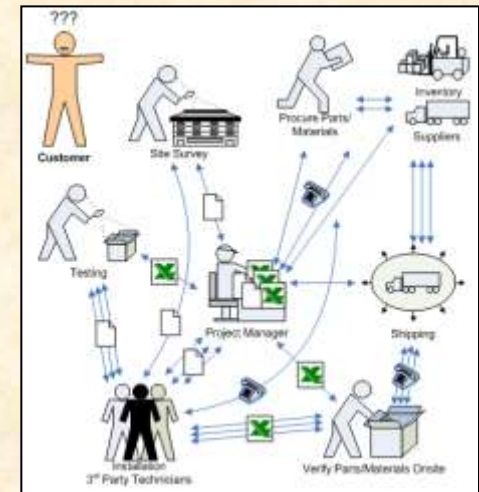 ???
Customer
Site Survey
Procure Parts/
Materials
Inventory
Suppliers
Testing
Project Manager
Shipping
Installation
3rd Party Technicians
Verify Parts/Materials Onsite